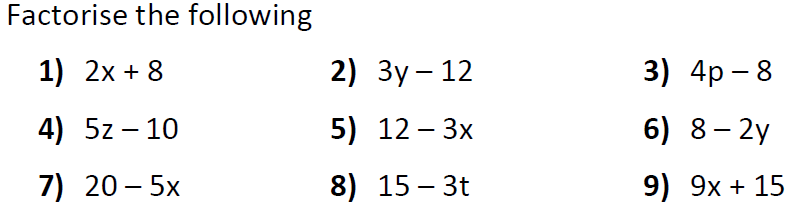 Factorise the following
1) 2x + 8 2) 3y – 12 3) 4p – 8
4) 5z – 10 5) 12 – 3x 6) 8 – 2y
7) 20 – 5x 8) 15 – 3t 9) 9x + 15